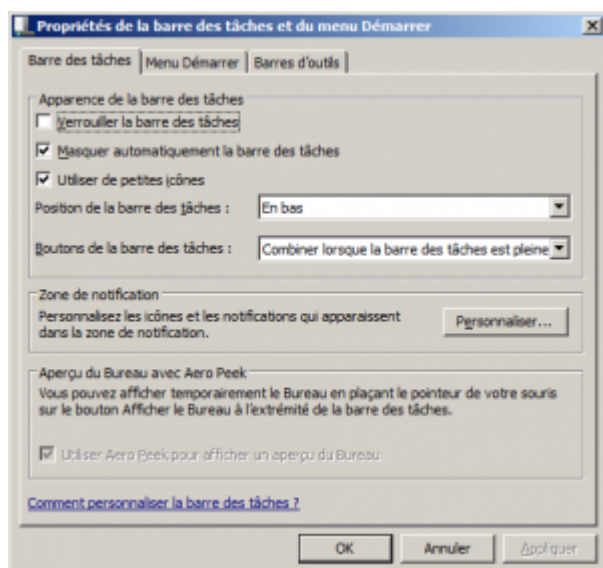 Propriétés de la barre des tâches et du menu Démarrer
Barre des tâches
Menu Démarrer
Barres d'outils
Apparence de la barre des tâches
Verrouiller la barre des tâches
Masquer automatiquement la barre des tâches
Utiliser de petites icônes
Position de la barre des tâches : En bas
Boutons de la barre des tâches : Combiner lorsque la barre des tâches est pleine
Zone de notification
Personnalisez les icônes et les notifications qui apparaissent
dans la zone de notification.
Personnaliser...
Aperçu du Bureau avec Aero Peek
Vous pouvez afficher temporairement le Bureau en plaçant le pointeur de votre souris
sur le bouton Afficher le Bureau à l'extrémité de la barre des tâches.
Utiliser Aero Peek pour afficher un aperçu du Bureau
Comment personnaliser la barre des tâches ?
OK
Annuler
Appliquer